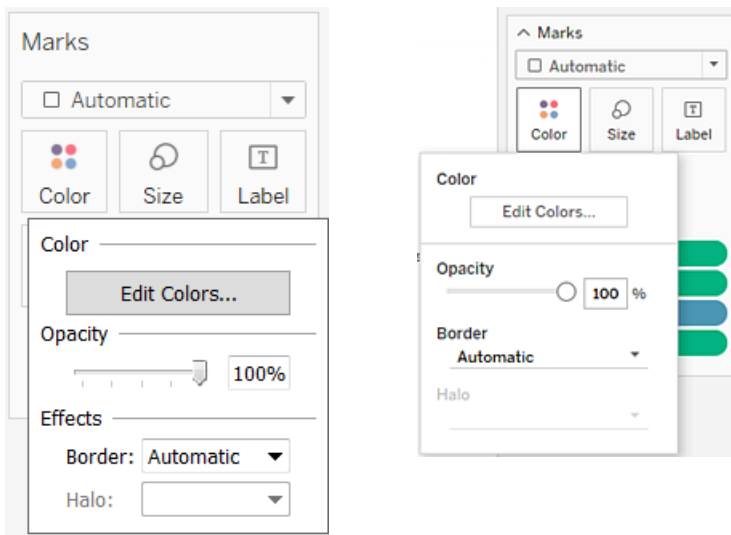 Marks
Automatic
Color Size Label
Color
Edit Colors...
Opacity
100%
Effects
Border: Automatic
Halo:
Marks
Automatic
Color Size Label
Color
Edit Colors...
Opacity
100 %
Border
Automatic
Halo